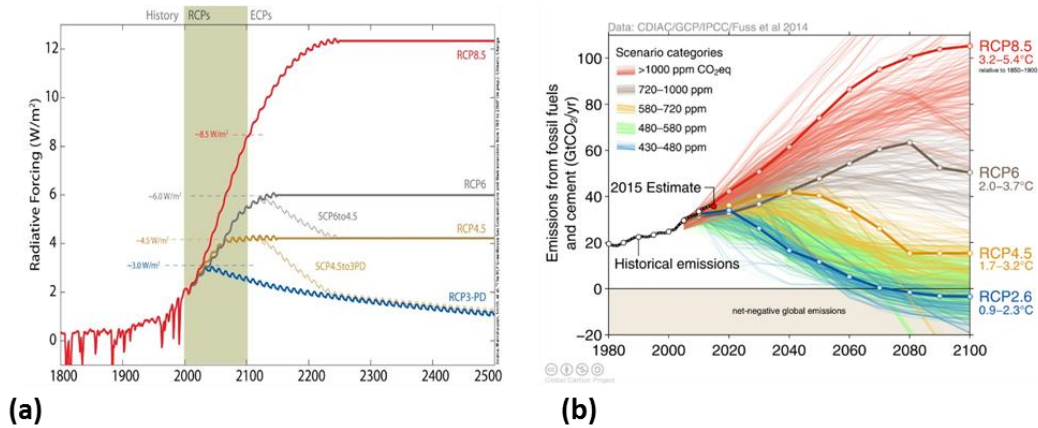 History
RCPs
ECPs
Radiative Forcing (W/m²)
12
10
8
6
4
2
0
RCP8.5
~8.5 W/m²
~6.0 W/m²
RCP6
SCP6to4.5
~4.5 W/m²
RCP4.5
~3.0 W/m²
SCP4.5to3PD
RCP3-PD
1800
1900
2000
2100
2200
2300
2400
2500
(a)
Data: CDIAC/GCP/IPCC/Fuss et al 2014
Emissions from fossil fuels
and cement (GtCO₂/yr)
100
80
60
40
20
0
−20
Scenario categories
>1000 ppm CO₂eq
720–1000 ppm
580–720 ppm
480–580 ppm
430–480 ppm
2015 Estimate
Historical emissions
net-negative global emissions
RCP8.5
3.2–5.4°C
relative to 1850–1900
RCP6
2.0–3.7°C
RCP4.5
1.7–3.2°C
RCP2.6
0.9–2.3°C
1980
2000
2020
2040
2060
2080
2100
Global Carbon Project
(b)